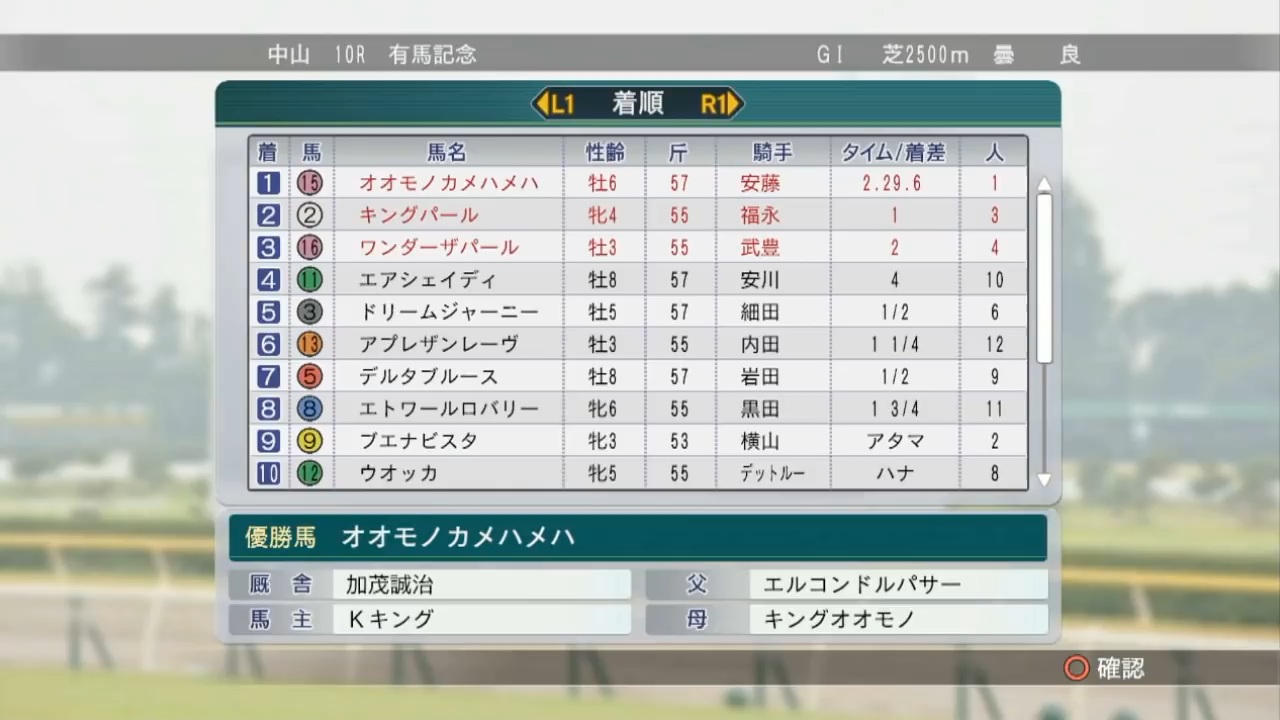 中山 10R 有馬記念 GI 芝2500m 曇 良
L1 着順 R1
着 馬 馬名 性齢 斤 騎手 タイム/着差 人
1 15 オオモノカメハメハ 牡6 57 安藤 2.29.6 1
2 2 キングパール 牝4 55 福永 1 3
3 16 ワンダーザパール 牡3 55 武豊 2 4
4 11 エアシェイディ 牡8 57 安川 4 10
5 3 ドリームジャーニー 牡5 57 細田 1/2 6
6 13 アプレザンレーヴ 牡3 55 内田 1 1/4 12
7 5 デルタブルース 牡8 57 岩田 1/2 9
8 8 エトワールロバリー 牝6 55 黒田 1 3/4 11
9 9 ブエナビスタ 牝3 53 横山 アタマ 2
10 12 ウオッカ 牝5 55 デットルー ハナ 8
優勝馬 オオモノカメハメハ
厩舎 加茂誠治 父 エルコンドルパサー
馬主 Kキング 母 キングオオモノ
確認